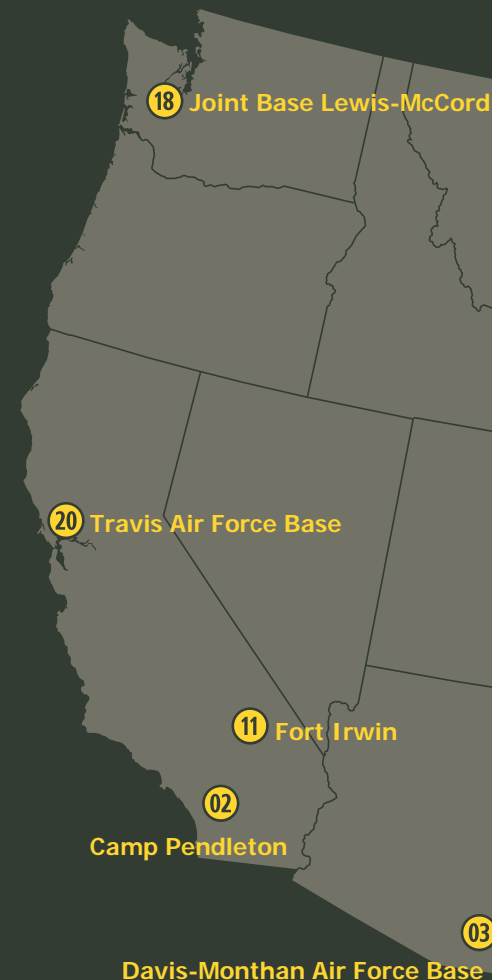 18 Joint Base Lewis-McCord
20 Travis Air Force Base
11 Fort Irwin
02
Camp Pendleton
03
Davis-Monthan Air Force Base